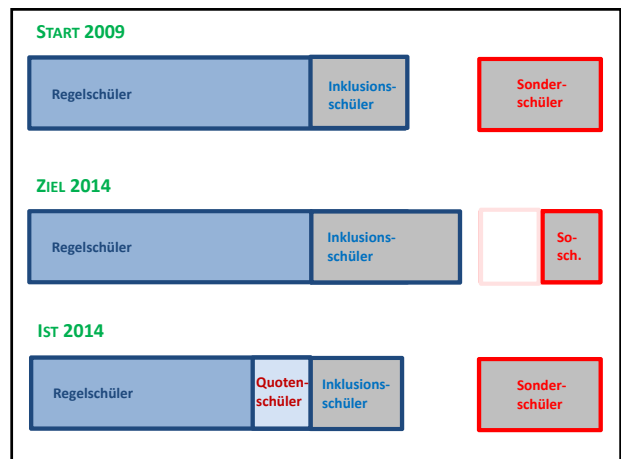 START 2009
Regelschüler
Inklusions-
schüler
Sonder-
schüler
ZIEL 2014
Regelschüler
Inklusions-
schüler
So-
sch.
IST 2014
Regelschüler
Quoten-
schüler
Inklusions-
schüler
Sonder-
schüler